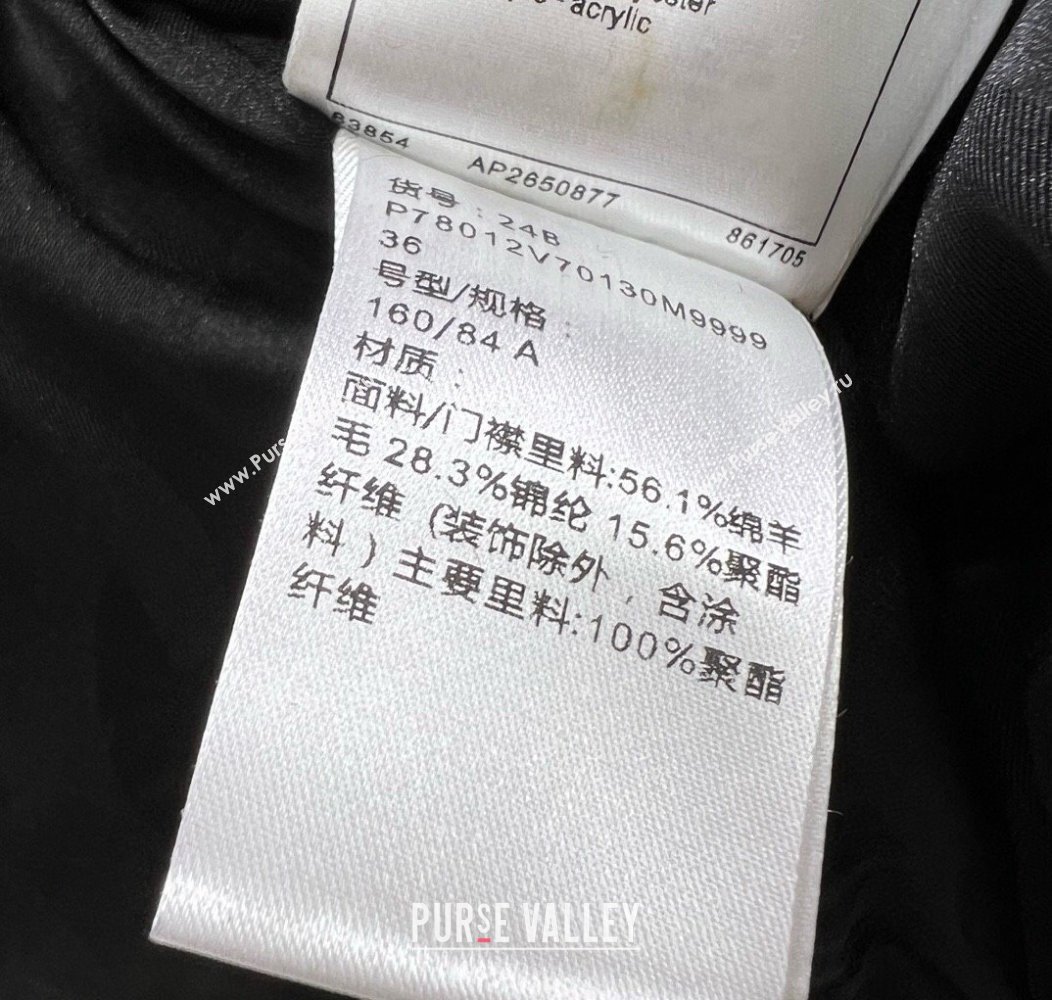 acrylic
83854
AP2650877
861705
货号：24B
P78012V70130M9999
36
号型/规格：
160/84 A
材质：
面料/门襟里料:56.1%绵羊
毛 28.3%锦纶 15.6%聚酯
纤维（装饰除外，含涂
料）主要里料:100%聚酯
纤维
PURSE VALLEY